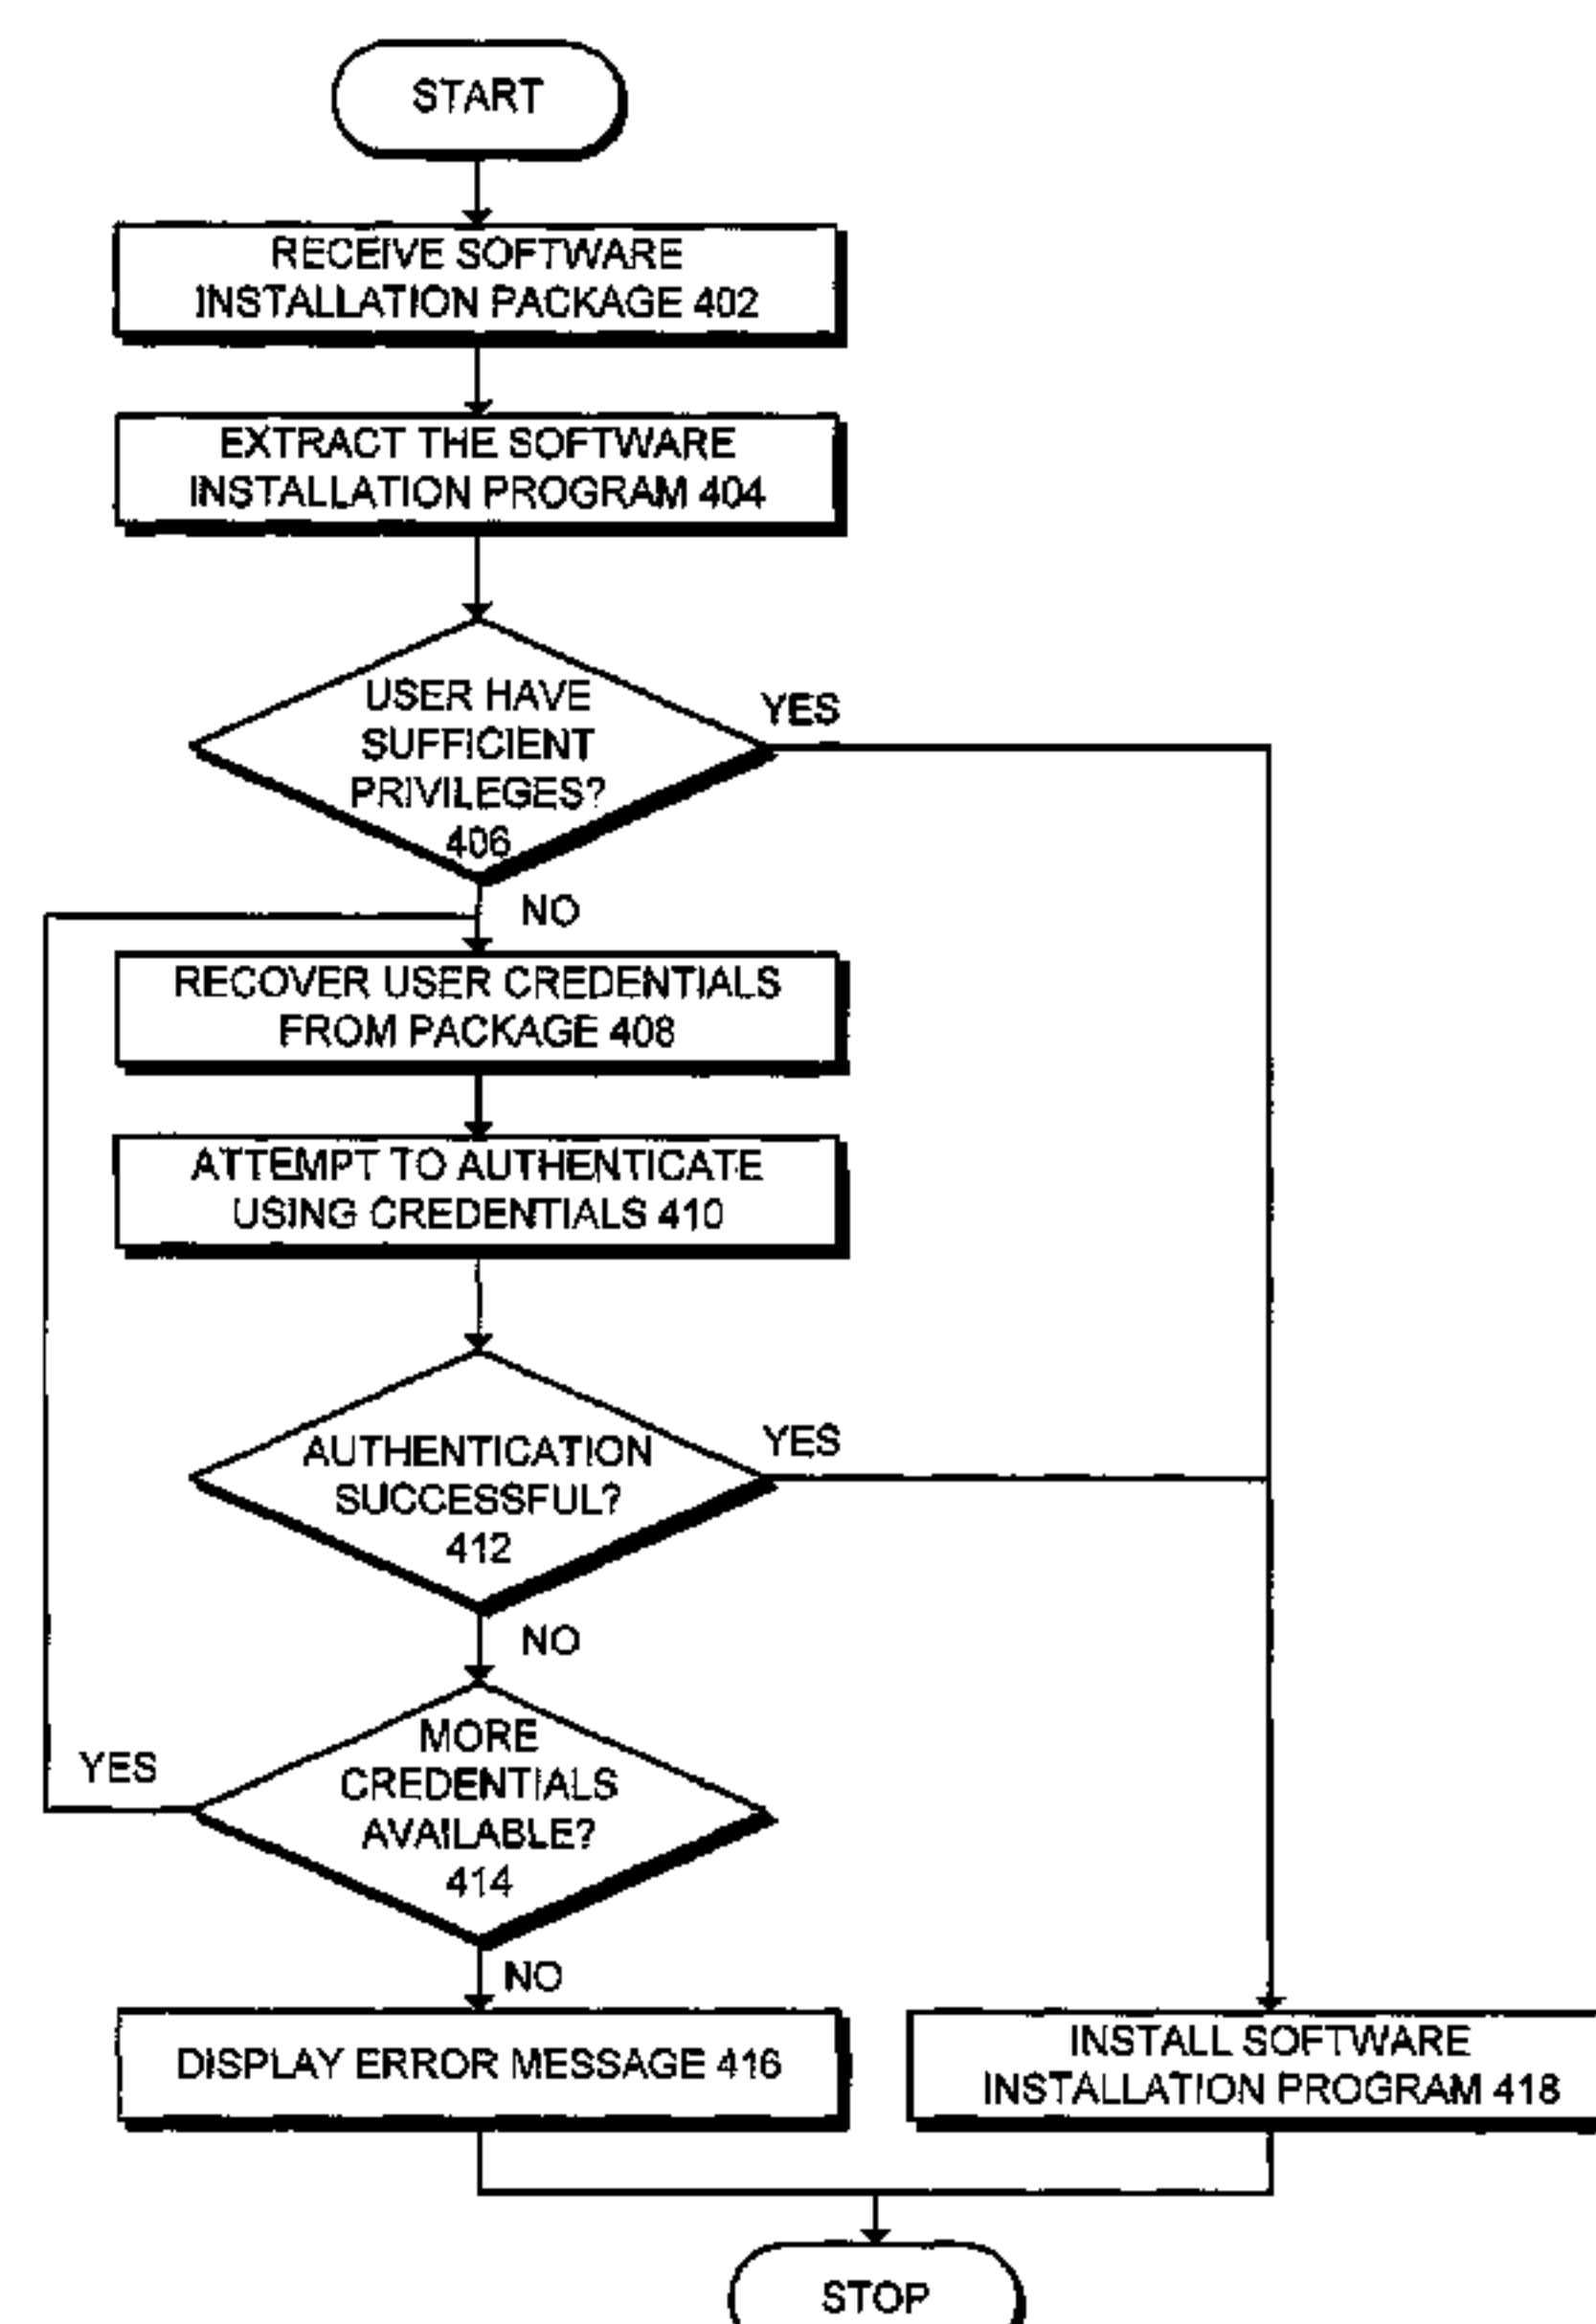 START
RECEIVE SOFTWARE
INSTALLATION PACKAGE 402
EXTRACT THE SOFTWARE
INSTALLATION PROGRAM 404
USER HAVE
SUFFICIENT
PRIVILEGES?
406
YES
NO
RECOVER USER CREDENTIALS
FROM PACKAGE 408
ATTEMPT TO AUTHENTICATE
USING CREDENTIALS 410
AUTHENTICATION
SUCCESSFUL?
412
YES
NO
MORE
CREDENTIALS
AVAILABLE?
414
YES
NO
DISPLAY ERROR MESSAGE 416
INSTALL SOFTWARE
INSTALLATION PROGRAM 418
STOP